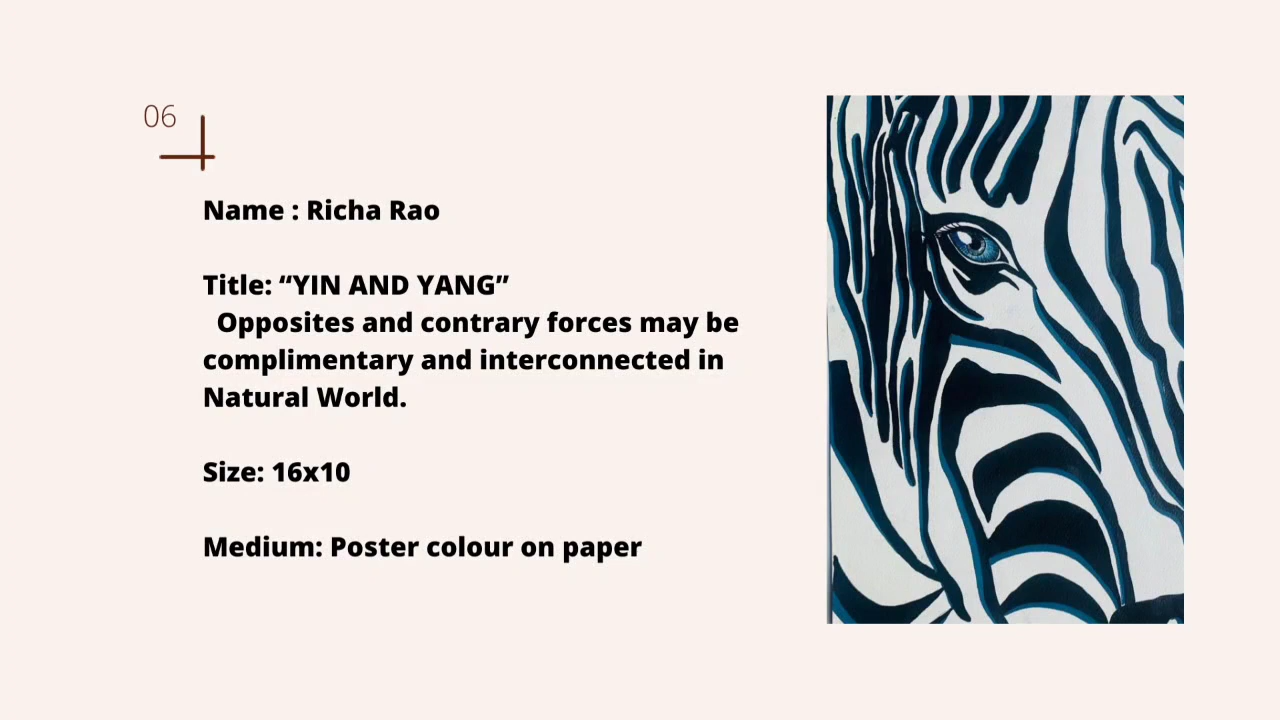 06
Name : Richa Rao
Title: “YIN AND YANG”
Opposites and contrary forces may be
complimentary and interconnected in
Natural World.
Size: 16x10
Medium: Poster colour on paper